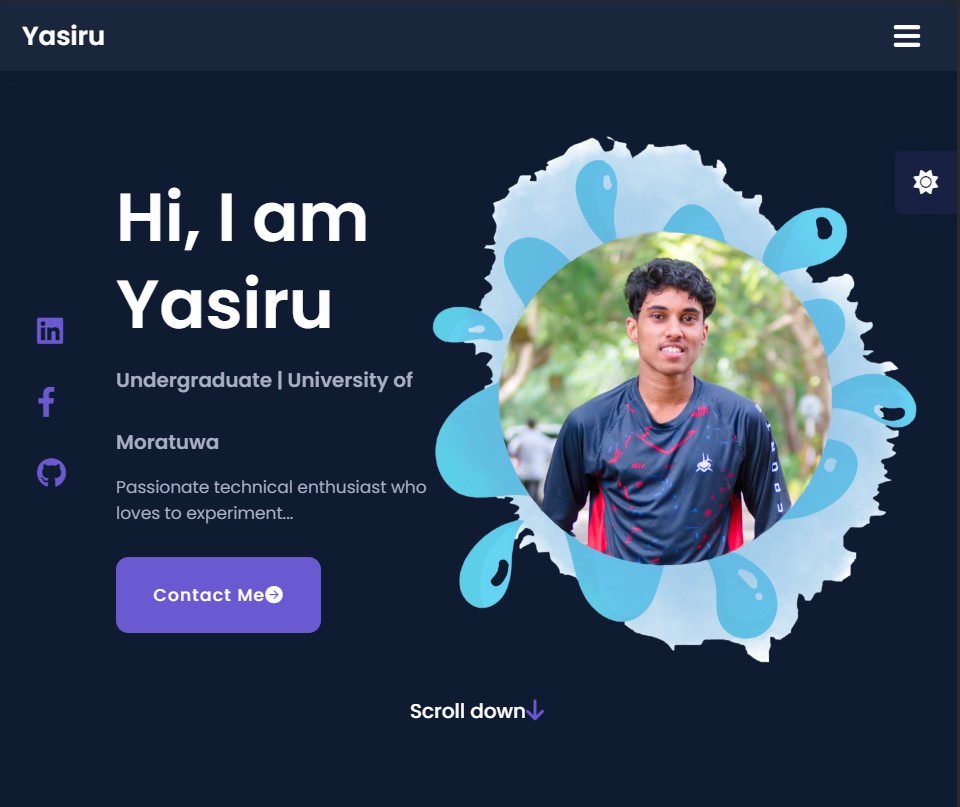 Yasiru
Hi, I am
Yasiru
Undergraduate | University of
Moratuwa
Passionate technical enthusiast who
loves to experiment...
Contact Me
Scroll down